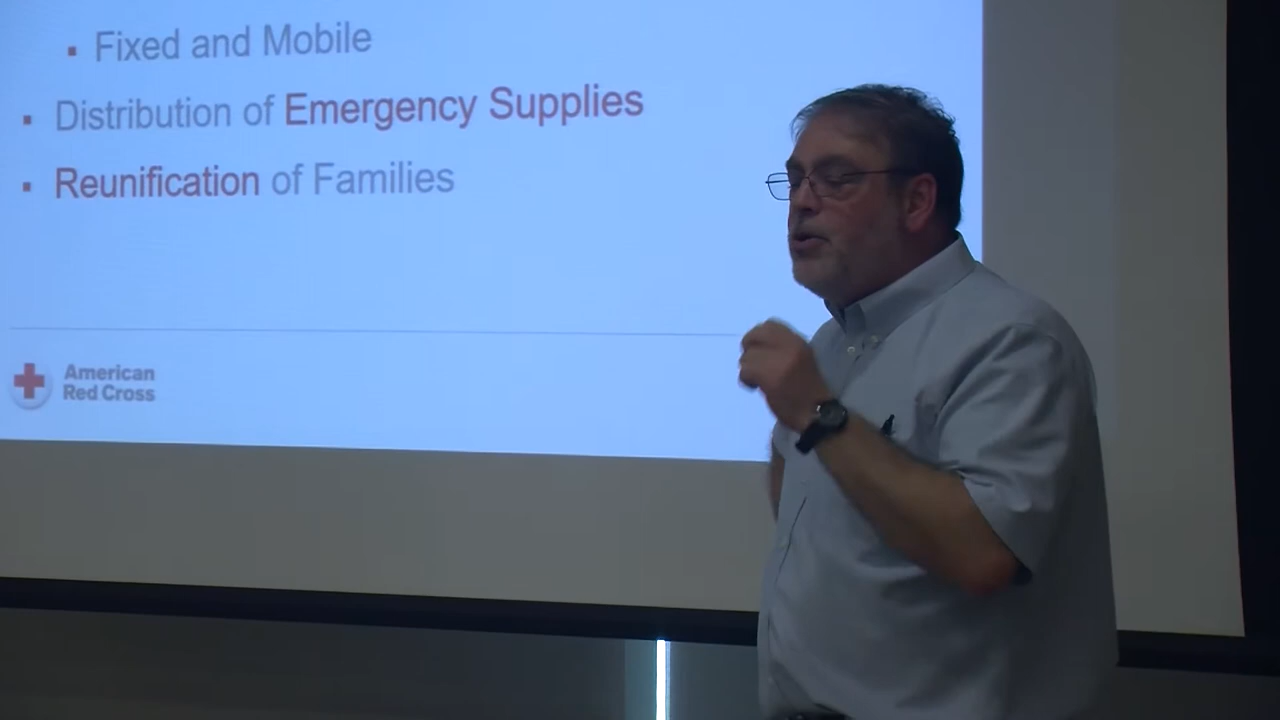 Fixed and Mobile
Distribution of Emergency Supplies
Reunification of Families
American
Red Cross